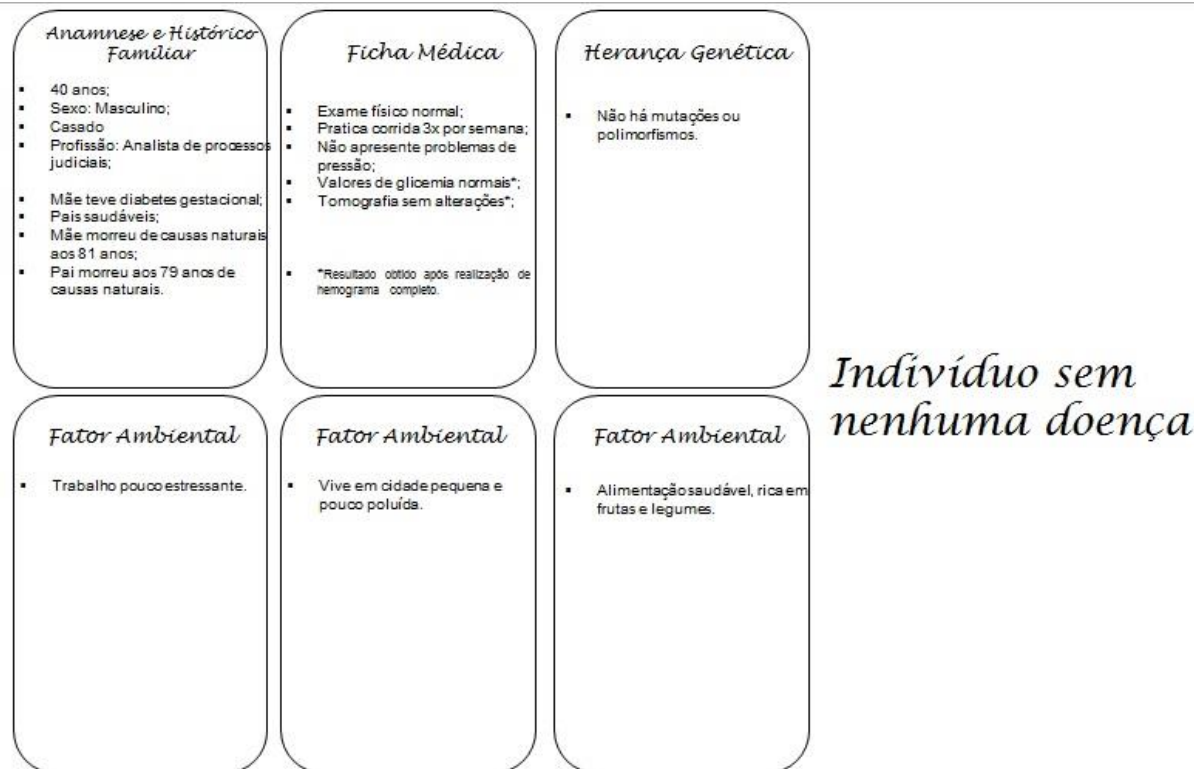 Anamnese e Histórico
Familiar
40 anos;
Sexo: Masculino;
Casado
Profissão: Analista de processos
judiciais;
Mãe teve diabetes gestacional;
Pais saudáveis;
Mãe morreu de causas naturais
aos 81 anos;
Pai morreu aos 79 anos de
causas naturais.
Ficha Médica
Exame físico normal;
Pratica corrida 3x por semana;
Não apresente problemas de
pressão;
Valores de glicemia normais*;
Tomografia sem alterações*;
*Resultado obtido após realização de
hemograma completo.
Herança Genética
Não há mutações ou
polimorfismos.
Indivíduo sem
nenhuma doença
Fator Ambiental
Trabalho pouco estressante.
Fator Ambiental
Vive em cidade pequena e
pouco poluída.
Fator Ambiental
Alimentação saudável, rica em
frutas e legumes.